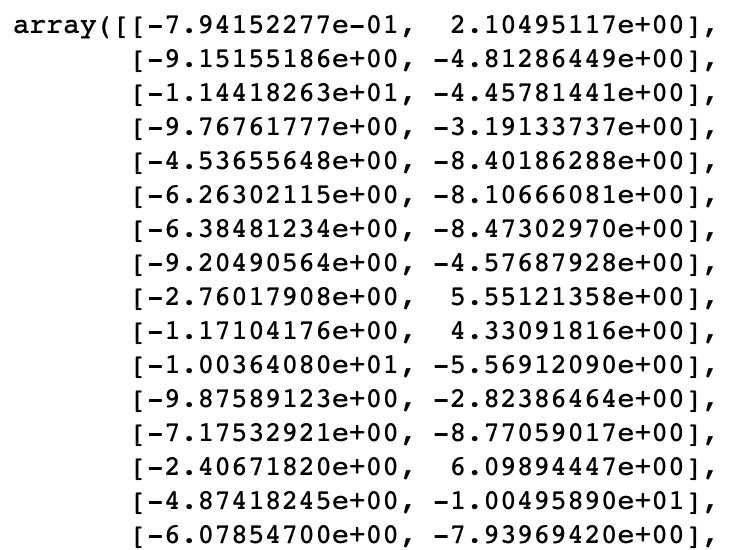 array([[-7.94152277e-01,  2.10495117e+00],
       [-9.15155186e+00, -4.81286449e+00],
       [-1.14418263e+01, -4.45781441e+00],
       [-9.76761777e+00, -3.19133737e+00],
       [-4.53655648e+00, -8.40186288e+00],
       [-6.26302115e+00, -8.10666081e+00],
       [-6.38481234e+00, -8.47302970e+00],
       [-9.20490564e+00, -4.57687928e+00],
       [-2.76017908e+00,  5.55121358e+00],
       [-1.17104176e+00,  4.33091816e+00],
       [-1.00364080e+01, -5.56912090e+00],
       [-9.87589123e+00, -2.82386464e+00],
       [-7.17532921e+00, -8.77059017e+00],
       [-2.40671820e+00,  6.09894447e+00],
       [-4.87418245e+00, -1.00495890e+01],
       [-6.07854700e+00, -7.93969420e+00],